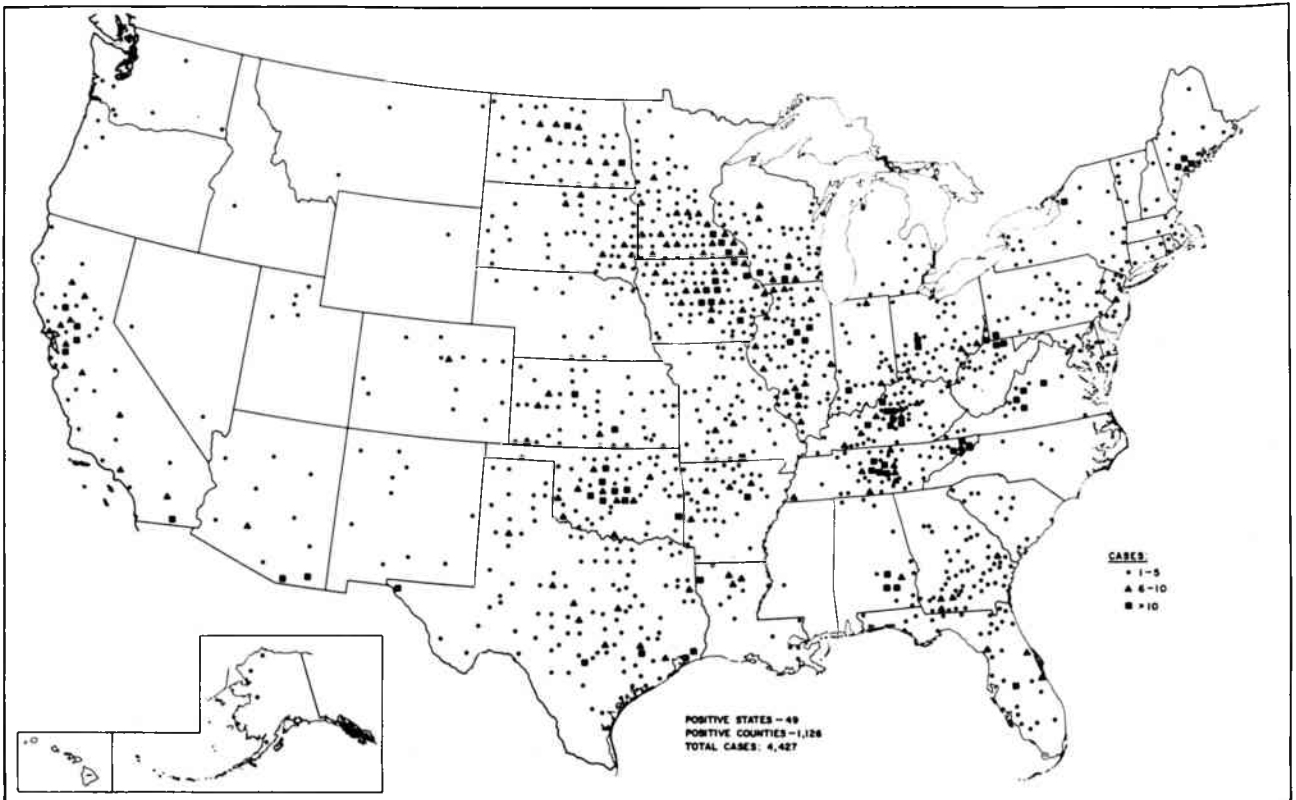 CASES:
• 1-5
▲ 6-10
■ >10
POSITIVE STATES - 49
POSITIVE COUNTIES - 1,126
TOTAL CASES: 4,427